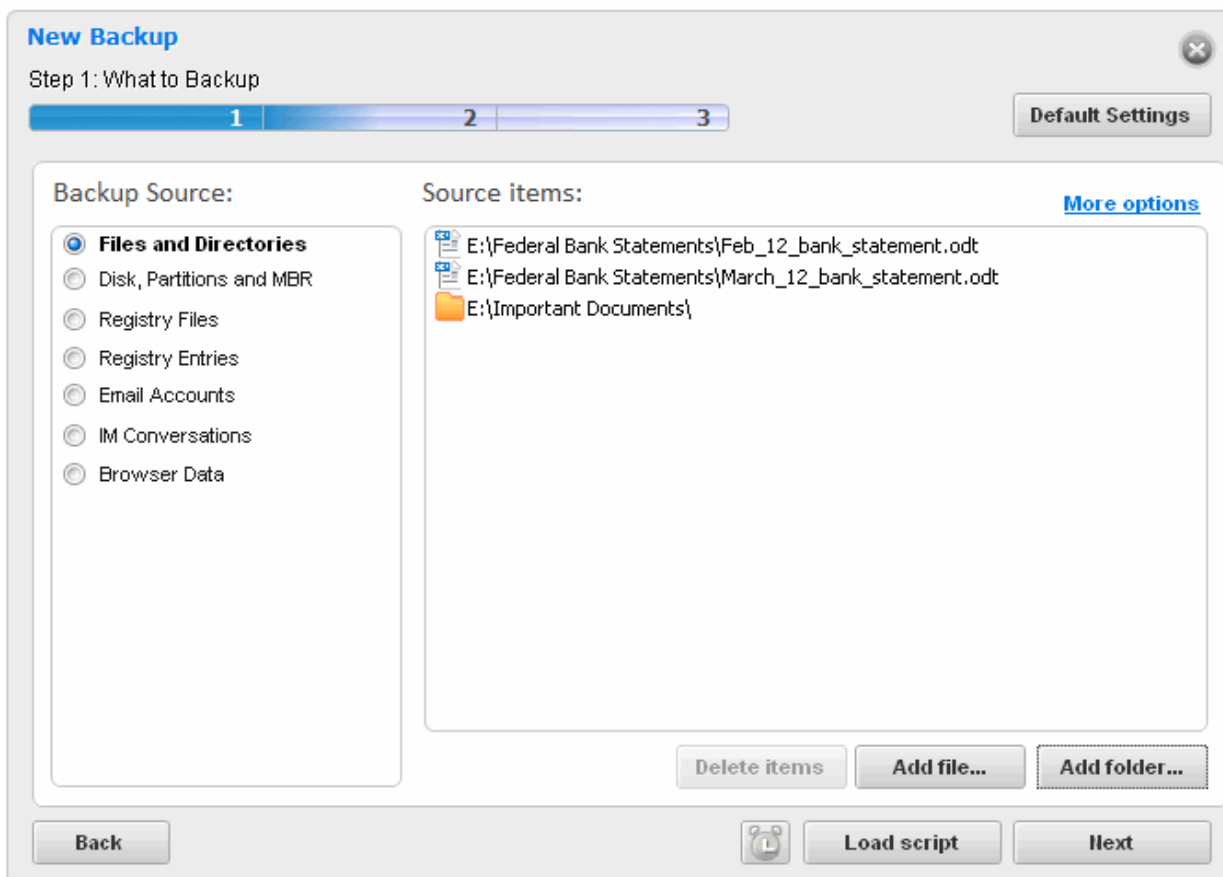 New Backup
Step 1: What to Backup
1 2 3
Default Settings
Backup Source:
Files and Directories
Disk, Partitions and MBR
Registry Files
Registry Entries
Email Accounts
IM Conversations
Browser Data
Source items:
More options
E:\Federal Bank Statements\Feb_12_bank_statement.odt
E:\Federal Bank Statements\March_12_bank_statement.odt
E:\Important Documents\
Delete items
Add file...
Add folder...
Back
Load script
Next